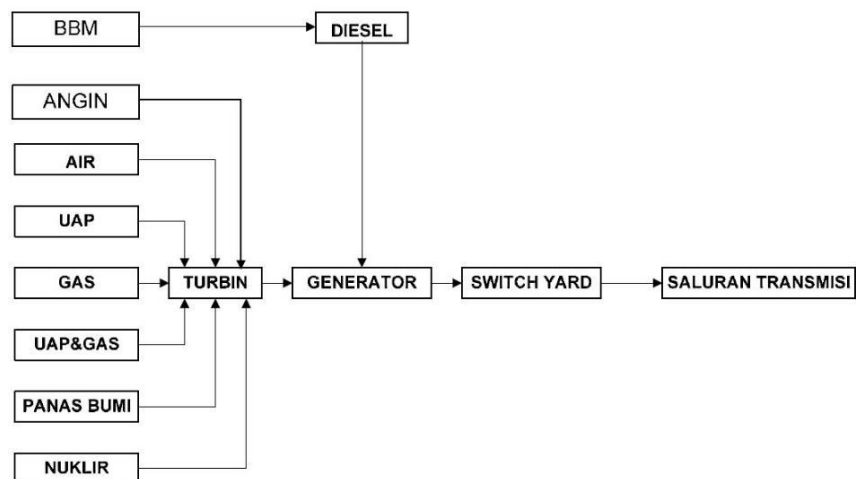 BBM
DIESEL
ANGIN
AIR
UAP
GAS
TURBIN
GENERATOR
SWITCH YARD
SALURAN TRANSMISI
UAP&GAS
PANAS BUMI
NUKLIR